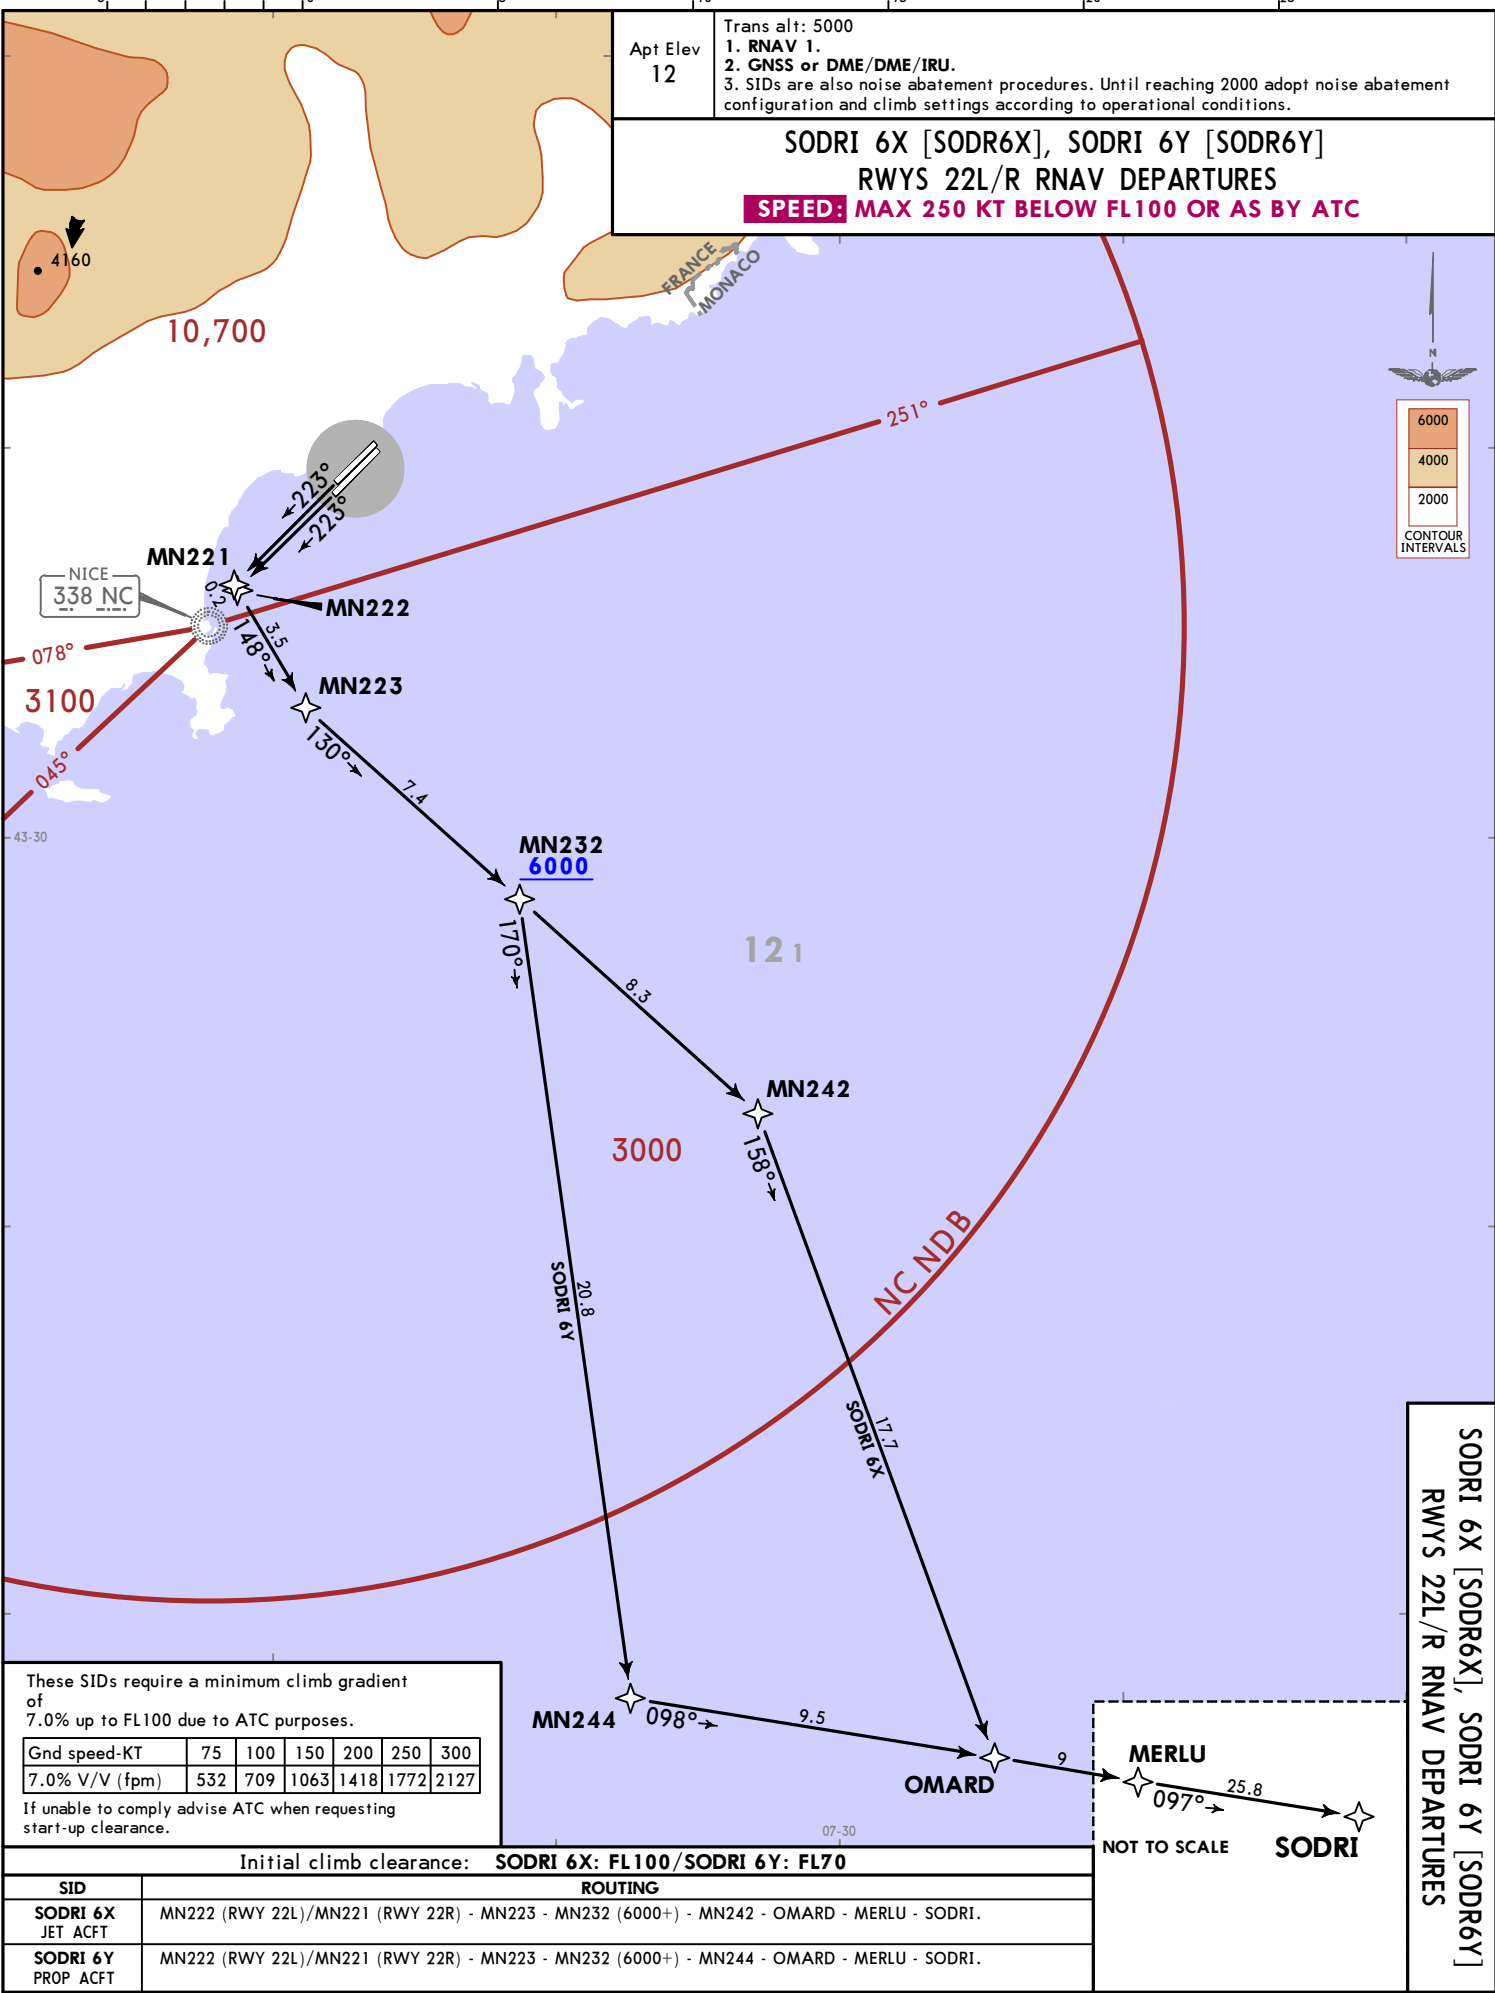 Apt Elev
12
Trans alt: 5000
1. RNAV 1.
2. GNSS or DME/DME/IRU.
3. SIDs are also noise abatement procedures. Until reaching 2000 adopt noise abatement
configuration and climb settings according to operational conditions.
SODRI 6X [SODR6X], SODRI 6Y [SODR6Y]
RWYS 22L/R RNAV DEPARTURES
SPEED: MAX 250 KT BELOW FL100 OR AS BY ATC
4160
FRANCE
MONACO
10,700
N
251°
6000
4000
2000
CONTOUR
INTERVALS
223°
223°
MN221
NICE
338 NC
0.2
MN222
148°
3.5
078°
3100
MN223
130°
045°
7.4
43-30
MN232
6000
170°
12 1
8.3
MN242
3000
158°
NC NDB
SODRI 6Y
20.8
SODRI 6X
17.7
SODRI 6X [SODR6X], SODRI 6Y [SODR6Y]
RWYS 22L/R RNAV DEPARTURES
These SIDs require a minimum climb gradient
of
7.0% up to FL100 due to ATC purposes.
Gnd speed-KT 75 100 150 200 250 300
7.0% V/V (fpm) 532 709 1063 1418 1772 2127
If unable to comply advise ATC when requesting
start-up clearance.
MN244
098°
9.5
OMARD
9
MERLU
097°
25.8
SODRI
NOT TO SCALE
07-30
Initial climb clearance: SODRI 6X: FL100/SODRI 6Y: FL70
SID ROUTING
SODRI 6X
JET ACFT
MN222 (RWY 22L)/MN221 (RWY 22R) - MN223 - MN232 (6000+) - MN242 - OMARD - MERLU - SODRI.
SODRI 6Y
PROP ACFT
MN222 (RWY 22L)/MN221 (RWY 22R) - MN223 - MN232 (6000+) - MN244 - OMARD - MERLU - SODRI.